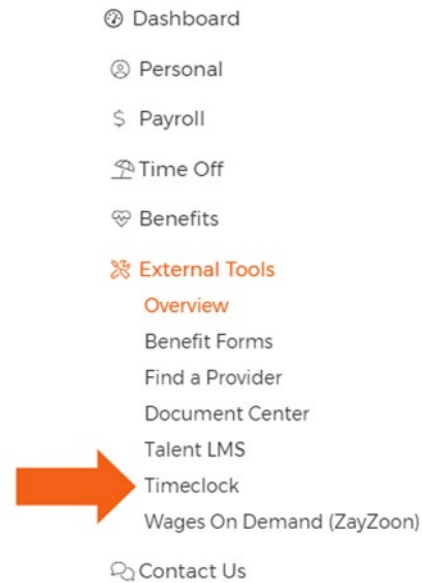 Dashboard
Personal
Payroll
Time Off
Benefits
External Tools
Overview
Benefit Forms
Find a Provider
Document Center
Talent LMS
Timeclock
Wages On Demand (ZayZoon)
Contact Us